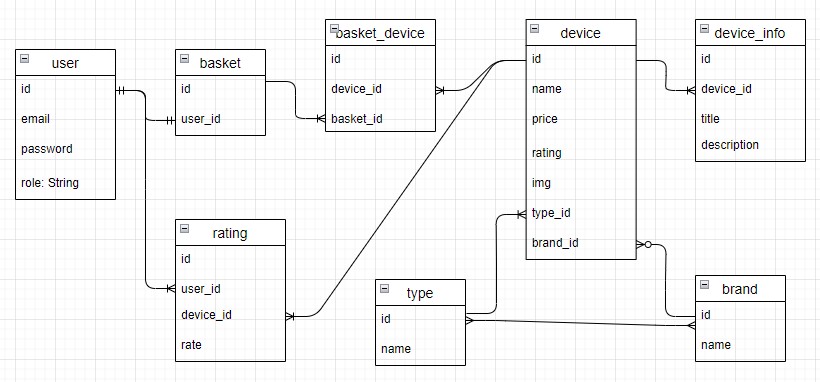 user
id
email
password
role: String
basket
id
user_id
basket_device
id
device_id
basket_id
device
id
name
price
rating
img
type_id
brand_id
device_info
id
device_id
title
description
rating
id
user_id
device_id
rate
type
id
name
brand
id
name